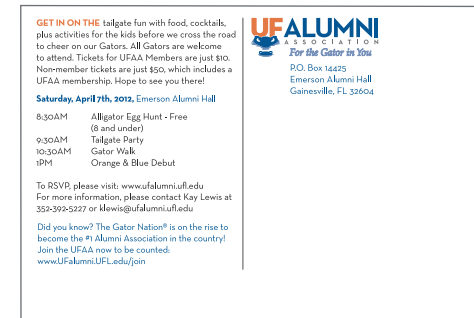 GET IN ON THE tailgate fun with food, cocktails,
plus activities for the kids before we cross the road
to cheer on our Gators. All Gators are welcome
to attend. Tickets for UFAA Members are just $10.
Non-member tickets are just $50, which includes a
UFAA membership. Hope to see you there!
Saturday, April 7th, 2012, Emerson Alumni Hall
8:30AM Alligator Egg Hunt - Free
(8 and under)
9:30AM Tailgate Party
10:30AM Gator Walk
1PM Orange & Blue Debut
To RSVP, please visit: www.ufalumni.ufl.edu
For more information, please contact Kay Lewis at
352-392-5227 or klewis@ufalumni.ufl.edu
Did you know? The Gator Nation® is on the rise to
become the #1 Alumni Association in the country!
Join the UFAA now to be counted:
www.UFalumni.UFL.edu/join
UFALUMNI
ASSOCIATION
For the Gator in You
P.O. Box 14425
Emerson Alumni Hall
Gainesville, FL 32604